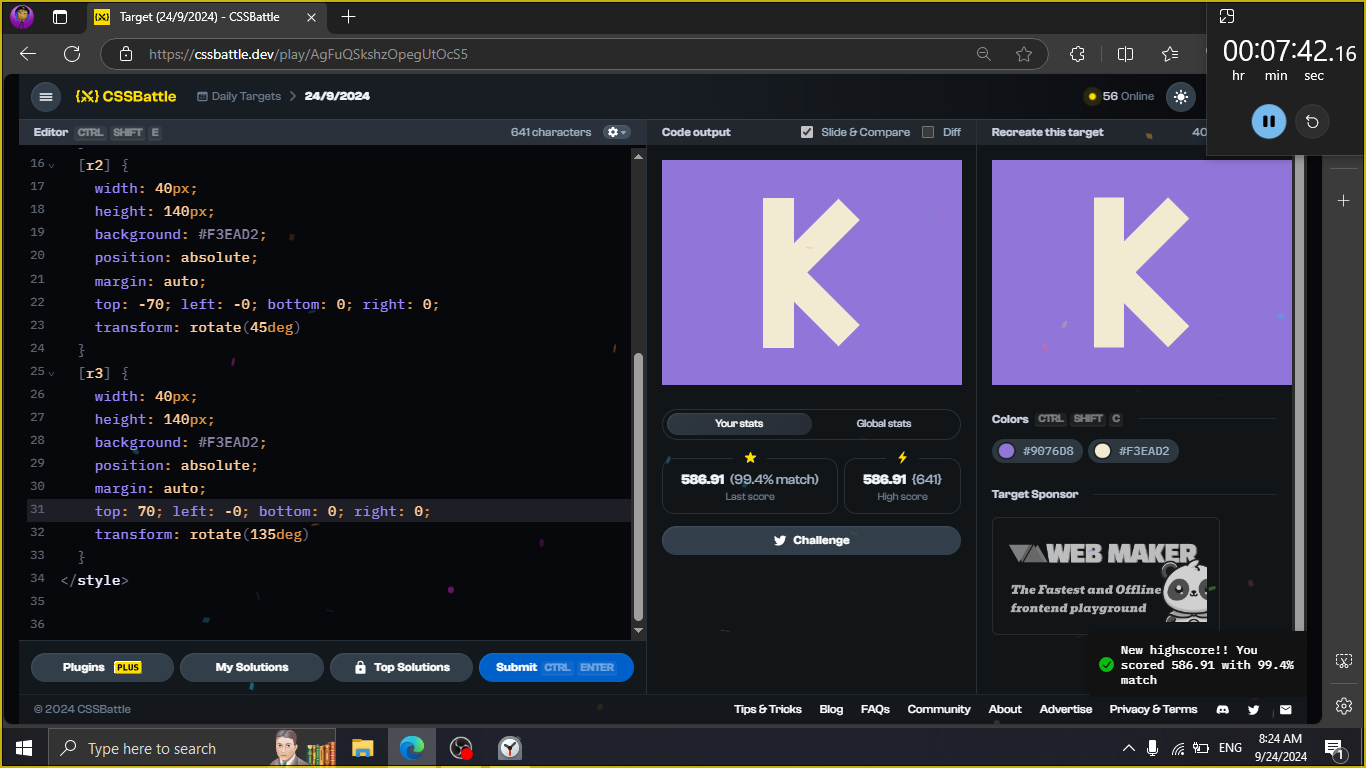 Target (24/9/2024) - CSSBattle
https://cssbattle.dev/play/AgFuQSkshzOpegUtOcS5
00:07:42.16
hr min sec
{X} CSSBattle
Daily Targets > 24/9/2024
56 Online
Editor CTRL SHIFT E
641 characters
Code output
Slide & Compare
Diff
Recreate this target
40
16 [r2] {
17 width: 40px;
18 height: 140px;
19 background: #F3EAD2;
20 position: absolute;
21 margin: auto;
22 top: -70; left: -0; bottom: 0; right: 0;
23 transform: rotate(45deg)
24 }
25 [r3] {
26 width: 40px;
27 height: 140px;
28 background: #F3EAD2;
29 position: absolute;
30 margin: auto;
31 top: 70; left: -0; bottom: 0; right: 0;
32 transform: rotate(135deg)
33 }
34 </style>
35
36
Your stats
Global stats
586.91 (99.4% match)
Last score
586.91 {641}
High score
Challenge
Colors CTRL SHIFT C
#9076D8
#F3EAD2
Target Sponsor
WEB MAKER
The Fastest and Offline
frontend playground
New highscore!! You
scored 586.91 with 99.4%
match
Plugins PLUS
My Solutions
Top Solutions
Submit CTRL ENTER
© 2024 CSSBattle
Tips & Tricks
Blog
FAQs
Community
About
Advertise
Privacy & Terms
Type here to search
ENG
8:24 AM
9/24/2024
1